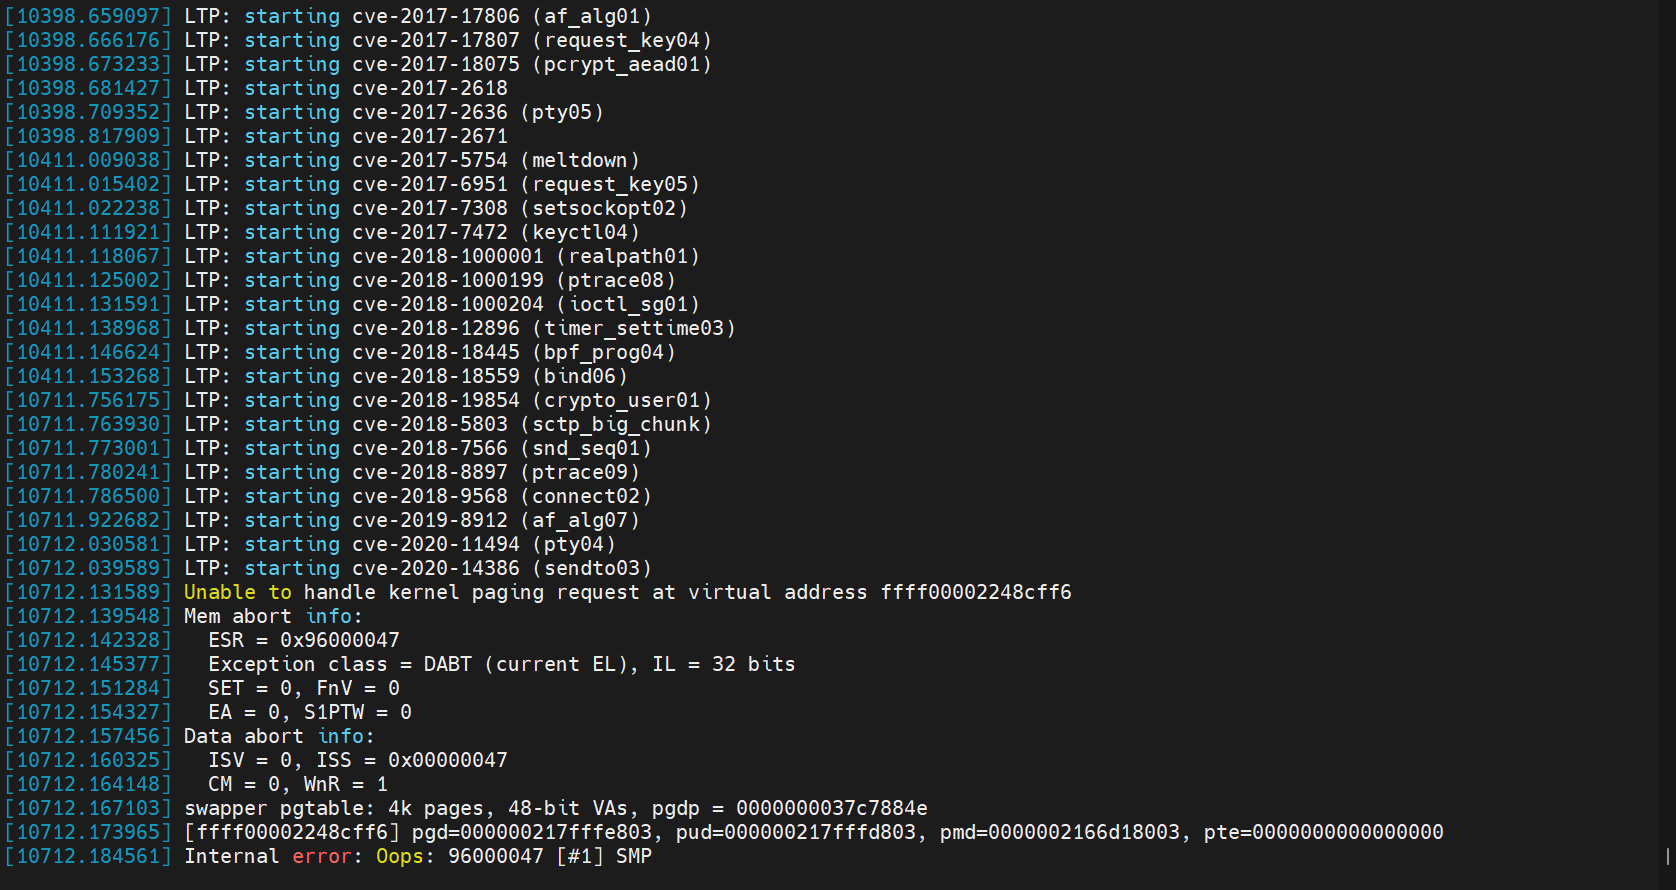 [10398.659097] LTP: starting cve-2017-17806 (af_alg01)
[10398.666176] LTP: starting cve-2017-17807 (request_key04)
[10398.673233] LTP: starting cve-2017-18075 (pcrypt_aead01)
[10398.681427] LTP: starting cve-2017-2618
[10398.709352] LTP: starting cve-2017-2636 (pty05)
[10398.817909] LTP: starting cve-2017-2671
[10411.009038] LTP: starting cve-2017-5754 (meltdown)
[10411.015402] LTP: starting cve-2017-6951 (request_key05)
[10411.022238] LTP: starting cve-2017-7308 (setsockopt02)
[10411.111921] LTP: starting cve-2017-7472 (keyctl04)
[10411.118067] LTP: starting cve-2018-1000001 (realpath01)
[10411.125002] LTP: starting cve-2018-1000199 (ptrace08)
[10411.131591] LTP: starting cve-2018-1000204 (ioctl_sg01)
[10411.138968] LTP: starting cve-2018-12896 (timer_settime03)
[10411.146624] LTP: starting cve-2018-18445 (bpf_prog04)
[10411.153268] LTP: starting cve-2018-18559 (bind06)
[10711.756175] LTP: starting cve-2018-19854 (crypto_user01)
[10711.763930] LTP: starting cve-2018-5803 (sctp_big_chunk)
[10711.773001] LTP: starting cve-2018-7566 (snd_seq01)
[10711.780241] LTP: starting cve-2018-8897 (ptrace09)
[10711.786500] LTP: starting cve-2018-9568 (connect02)
[10711.922682] LTP: starting cve-2019-8912 (af_alg07)
[10712.030581] LTP: starting cve-2020-11494 (pty04)
[10712.039589] LTP: starting cve-2020-14386 (sendto03)
[10712.131589] Unable to handle kernel paging request at virtual address ffff00002248cff6
[10712.139548] Mem abort info:
[10712.142328]   ESR = 0x96000047
[10712.145377]   Exception class = DABT (current EL), IL = 32 bits
[10712.151284]   SET = 0, FnV = 0
[10712.154327]   EA = 0, S1PTW = 0
[10712.157456] Data abort info:
[10712.160325]   ISV = 0, ISS = 0x00000047
[10712.164148]   CM = 0, WnR = 1
[10712.167103] swapper pgtable: 4k pages, 48-bit VAs, pgdp = 0000000037c7884e
[10712.173965] [ffff00002248cff6] pgd=000000217fffe803, pud=000000217fffd803, pmd=0000002166d18003, pte=0000000000000000
[10712.184561] Internal error: Oops: 96000047 [#1] SMP